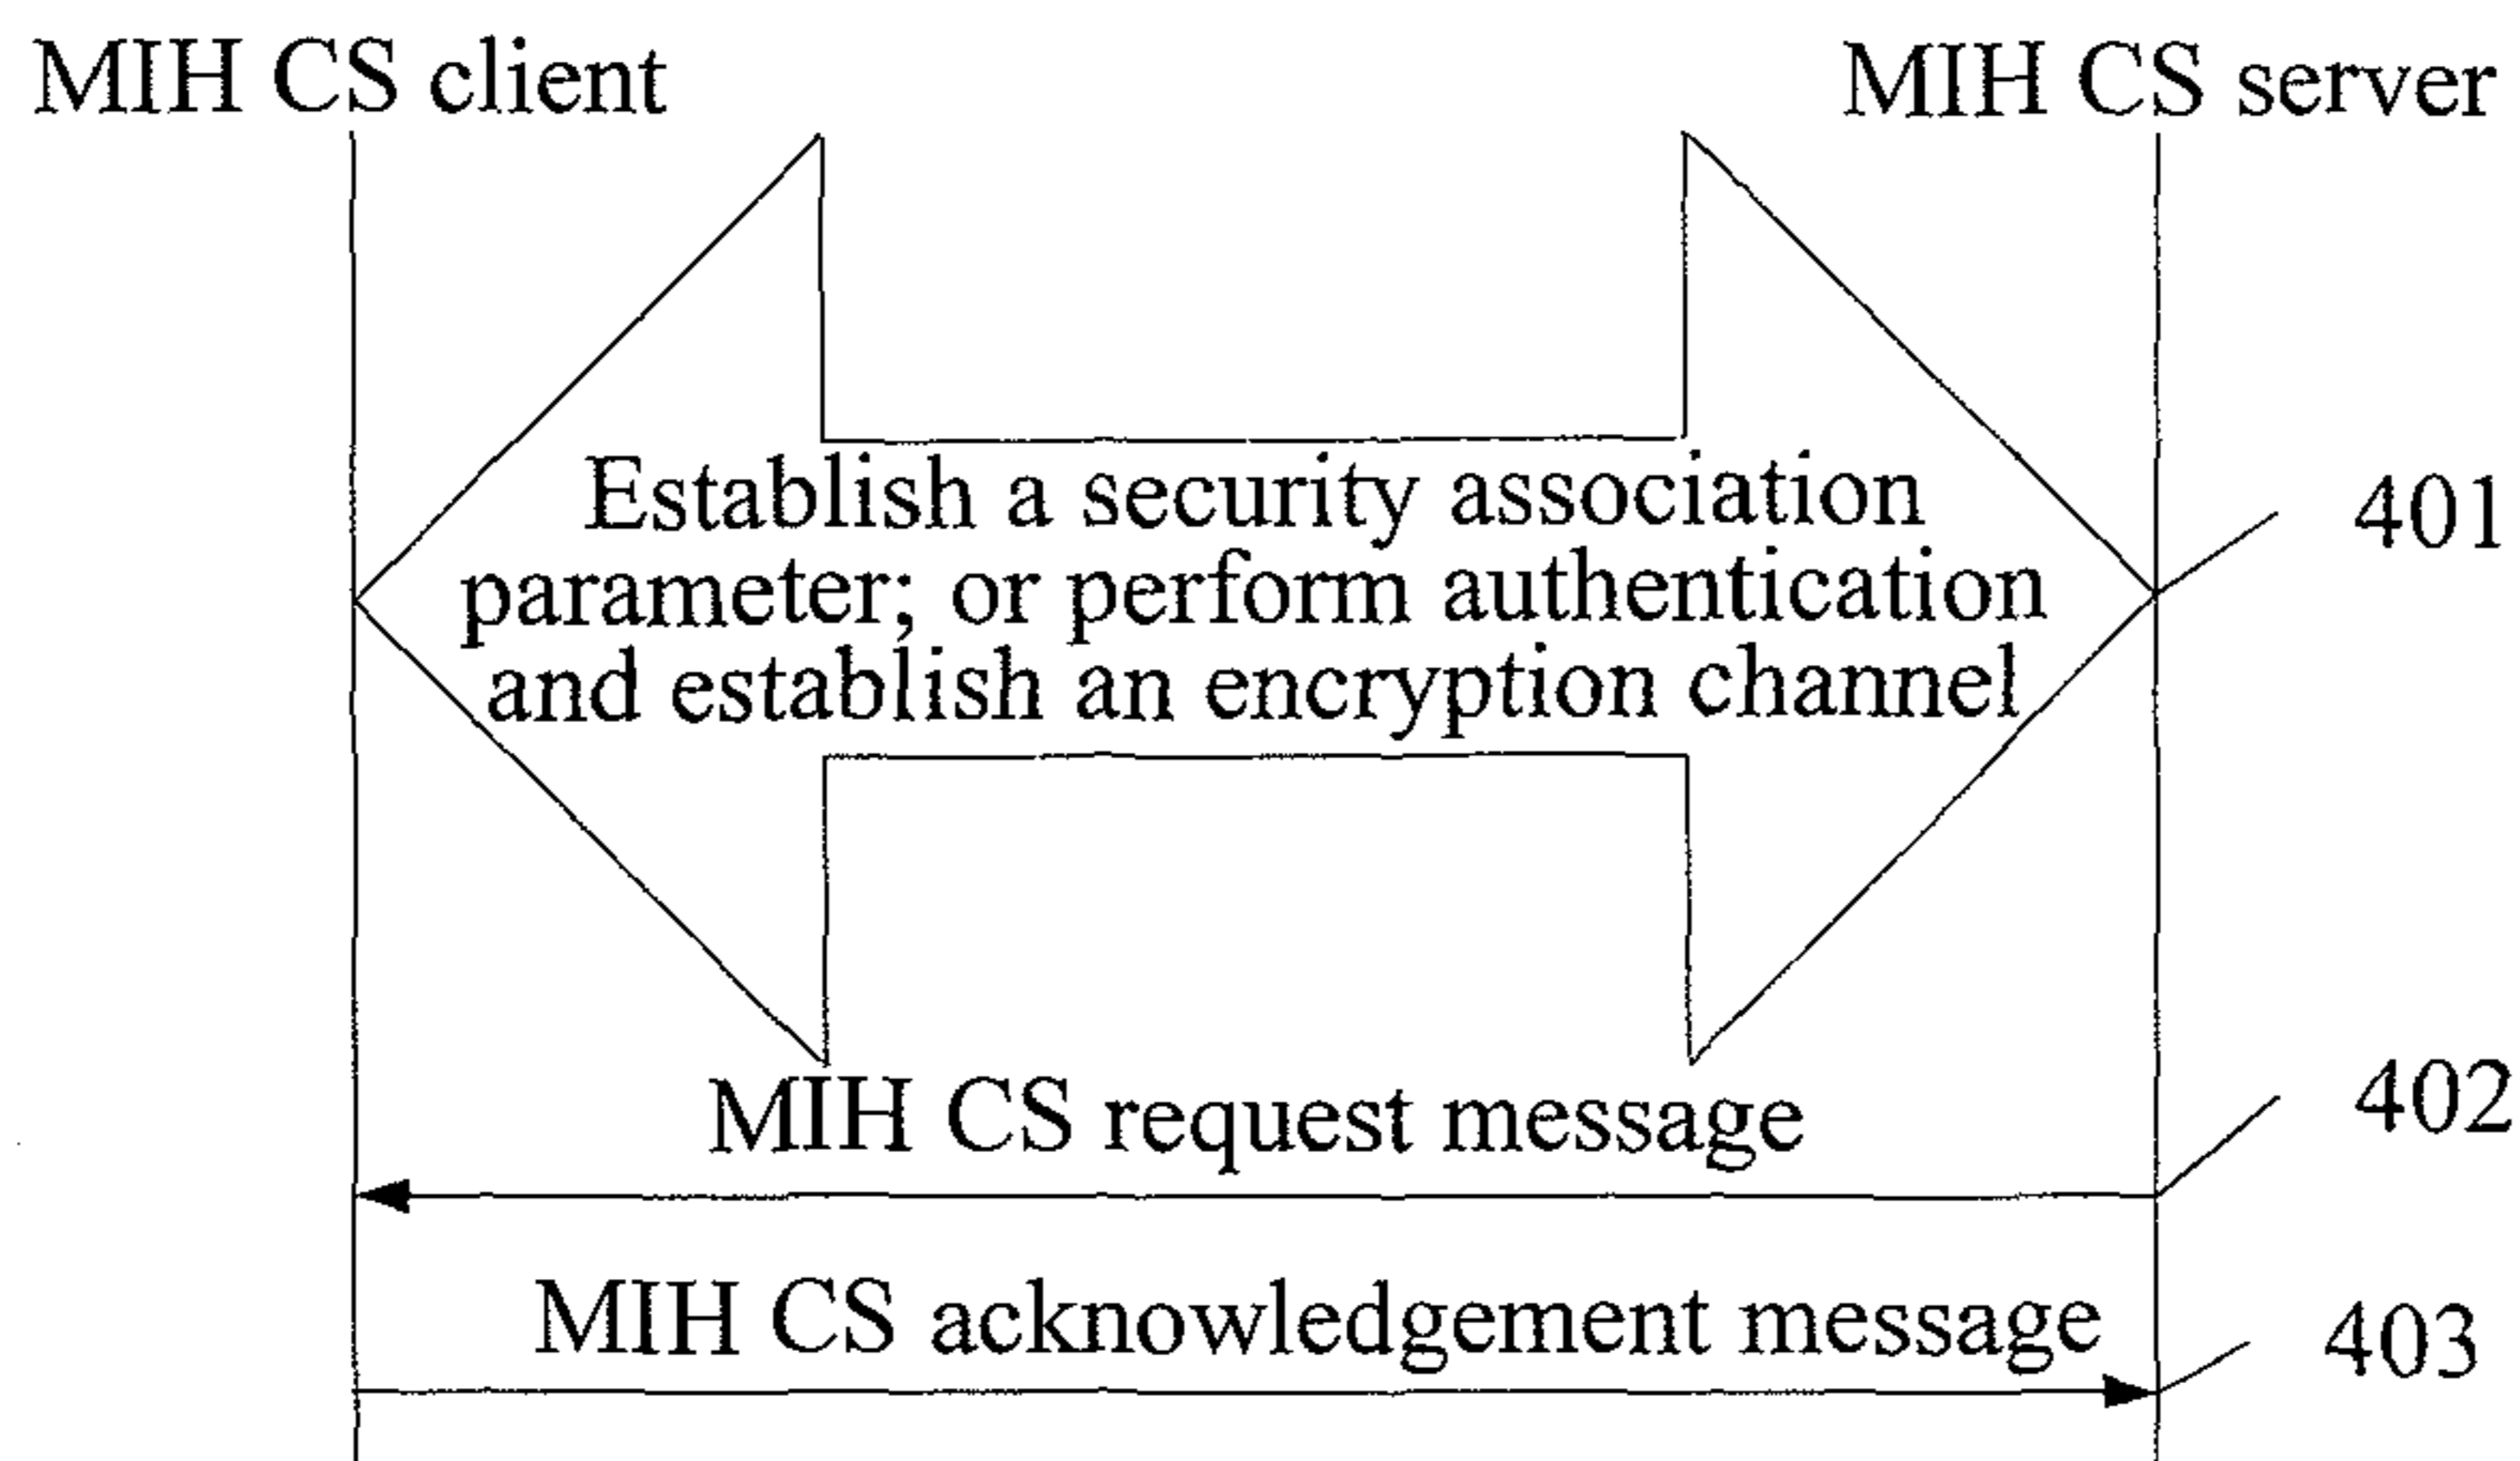 MIH CS client
MIH CS server
Establish a security association
parameter; or perform authentication
and establish an encryption channel
401
MIH CS request message
402
MIH CS acknowledgement message
403